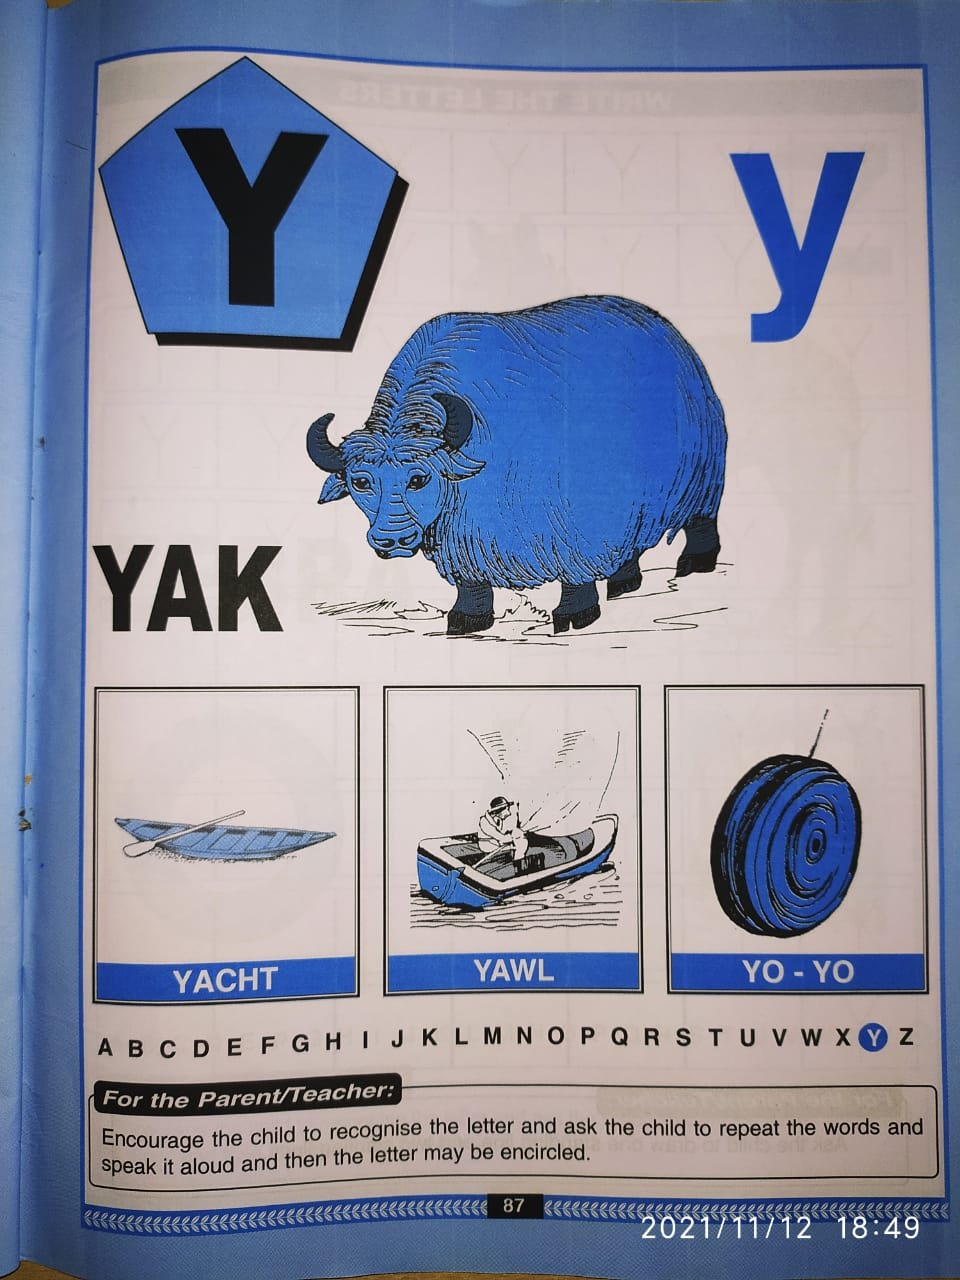 Y
y
YAK
YACHT
YAWL
YO - YO
A B C D E F G H I J K L M N O P Q R S T U V W X Y Z
For the Parent/Teacher:
Encourage the child to recognise the letter and ask the child to repeat the words and
speak it aloud and then the letter may be encircled.
87
2021/11/12 18:49